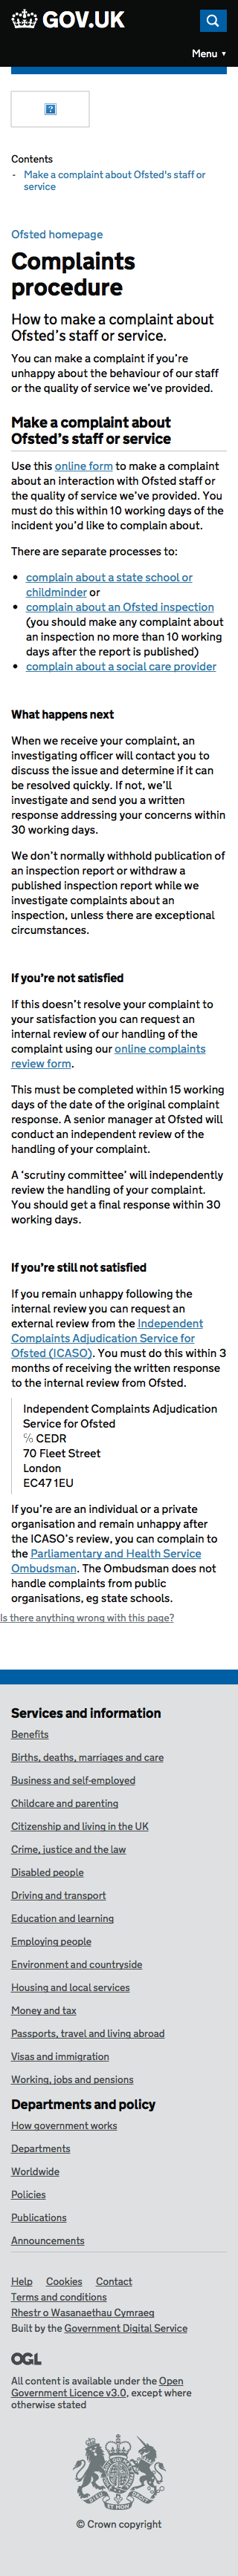 GOV.UK
Menu ▼
Contents
- Make a complaint about Ofsted's staff or
service
Ofsted homepage
Complaints
procedure
How to make a complaint about
Ofsted's staff or service.
You can make a complaint if you're
unhappy about the behaviour of our staff
or the quality of service we've provided.
Make a complaint about
Ofsted's staff or service
Use this online form to make a complaint
about an interaction with Ofsted staff or
the quality of service we've provided. You
must do this within 10 working days of the
incident you'd like to complain about.
There are separate processes to:
• complain about a state school or
childminder or
• complain about an Ofsted inspection
(you should make any complaint about
an inspection no more than 10 working
days after the report is published)
• complain about a social care provider
What happens next
When we receive your complaint, an
investigating officer will contact you to
discuss the issue and determine if it can
be resolved quickly. If not, we'll
investigate and send you a written
response addressing your concerns within
30 working days.
We don't normally withhold publication of
an inspection report or withdraw a
published inspection report while we
investigate complaints about an
inspection, unless there are exceptional
circumstances.
If you're not satisfied
If this doesn't resolve your complaint to
your satisfaction you can request an
internal review of our handling of the
complaint using our online complaints
review form.
This must be completed within 15 working
days of the date of the original complaint
response. A senior manager at Ofsted will
conduct an independent review of the
handling of your complaint.
A 'scrutiny committee' will independently
review the handling of your complaint.
You should get a final response within 30
working days.
If you're still not satisfied
If you remain unhappy following the
internal review you can request an
external review from the Independent
Complaints Adjudication Service for
Ofsted (ICASO). You must do this within 3
months of receiving the written response
to the internal review from Ofsted.
Independent Complaints Adjudication
Service for Ofsted
℅ CEDR
70 Fleet Street
London
EC47 1EU
If you're an individual or a private
organisation and remain unhappy after
the ICASO's review, you can complain to
the Parliamentary and Health Service
Ombudsman. The Ombudsman does not
handle complaints from public
organisations, eg state schools.
Is there anything wrong with this page?
Services and information
Benefits
Births, deaths, marriages and care
Business and self-employed
Childcare and parenting
Citizenship and living in the UK
Crime, justice and the law
Disabled people
Driving and transport
Education and learning
Employing people
Environment and countryside
Housing and local services
Money and tax
Passports, travel and living abroad
Visas and immigration
Working, jobs and pensions
Departments and policy
How government works
Departments
Worldwide
Policies
Publications
Announcements
Help Cookies Contact
Terms and conditions
Rhestr o Wasanaethau Cymraeg
Built by the Government Digital Service
OGL
All content is available under the Open
Government Licence v3.0, except where
otherwise stated
© Crown copyright